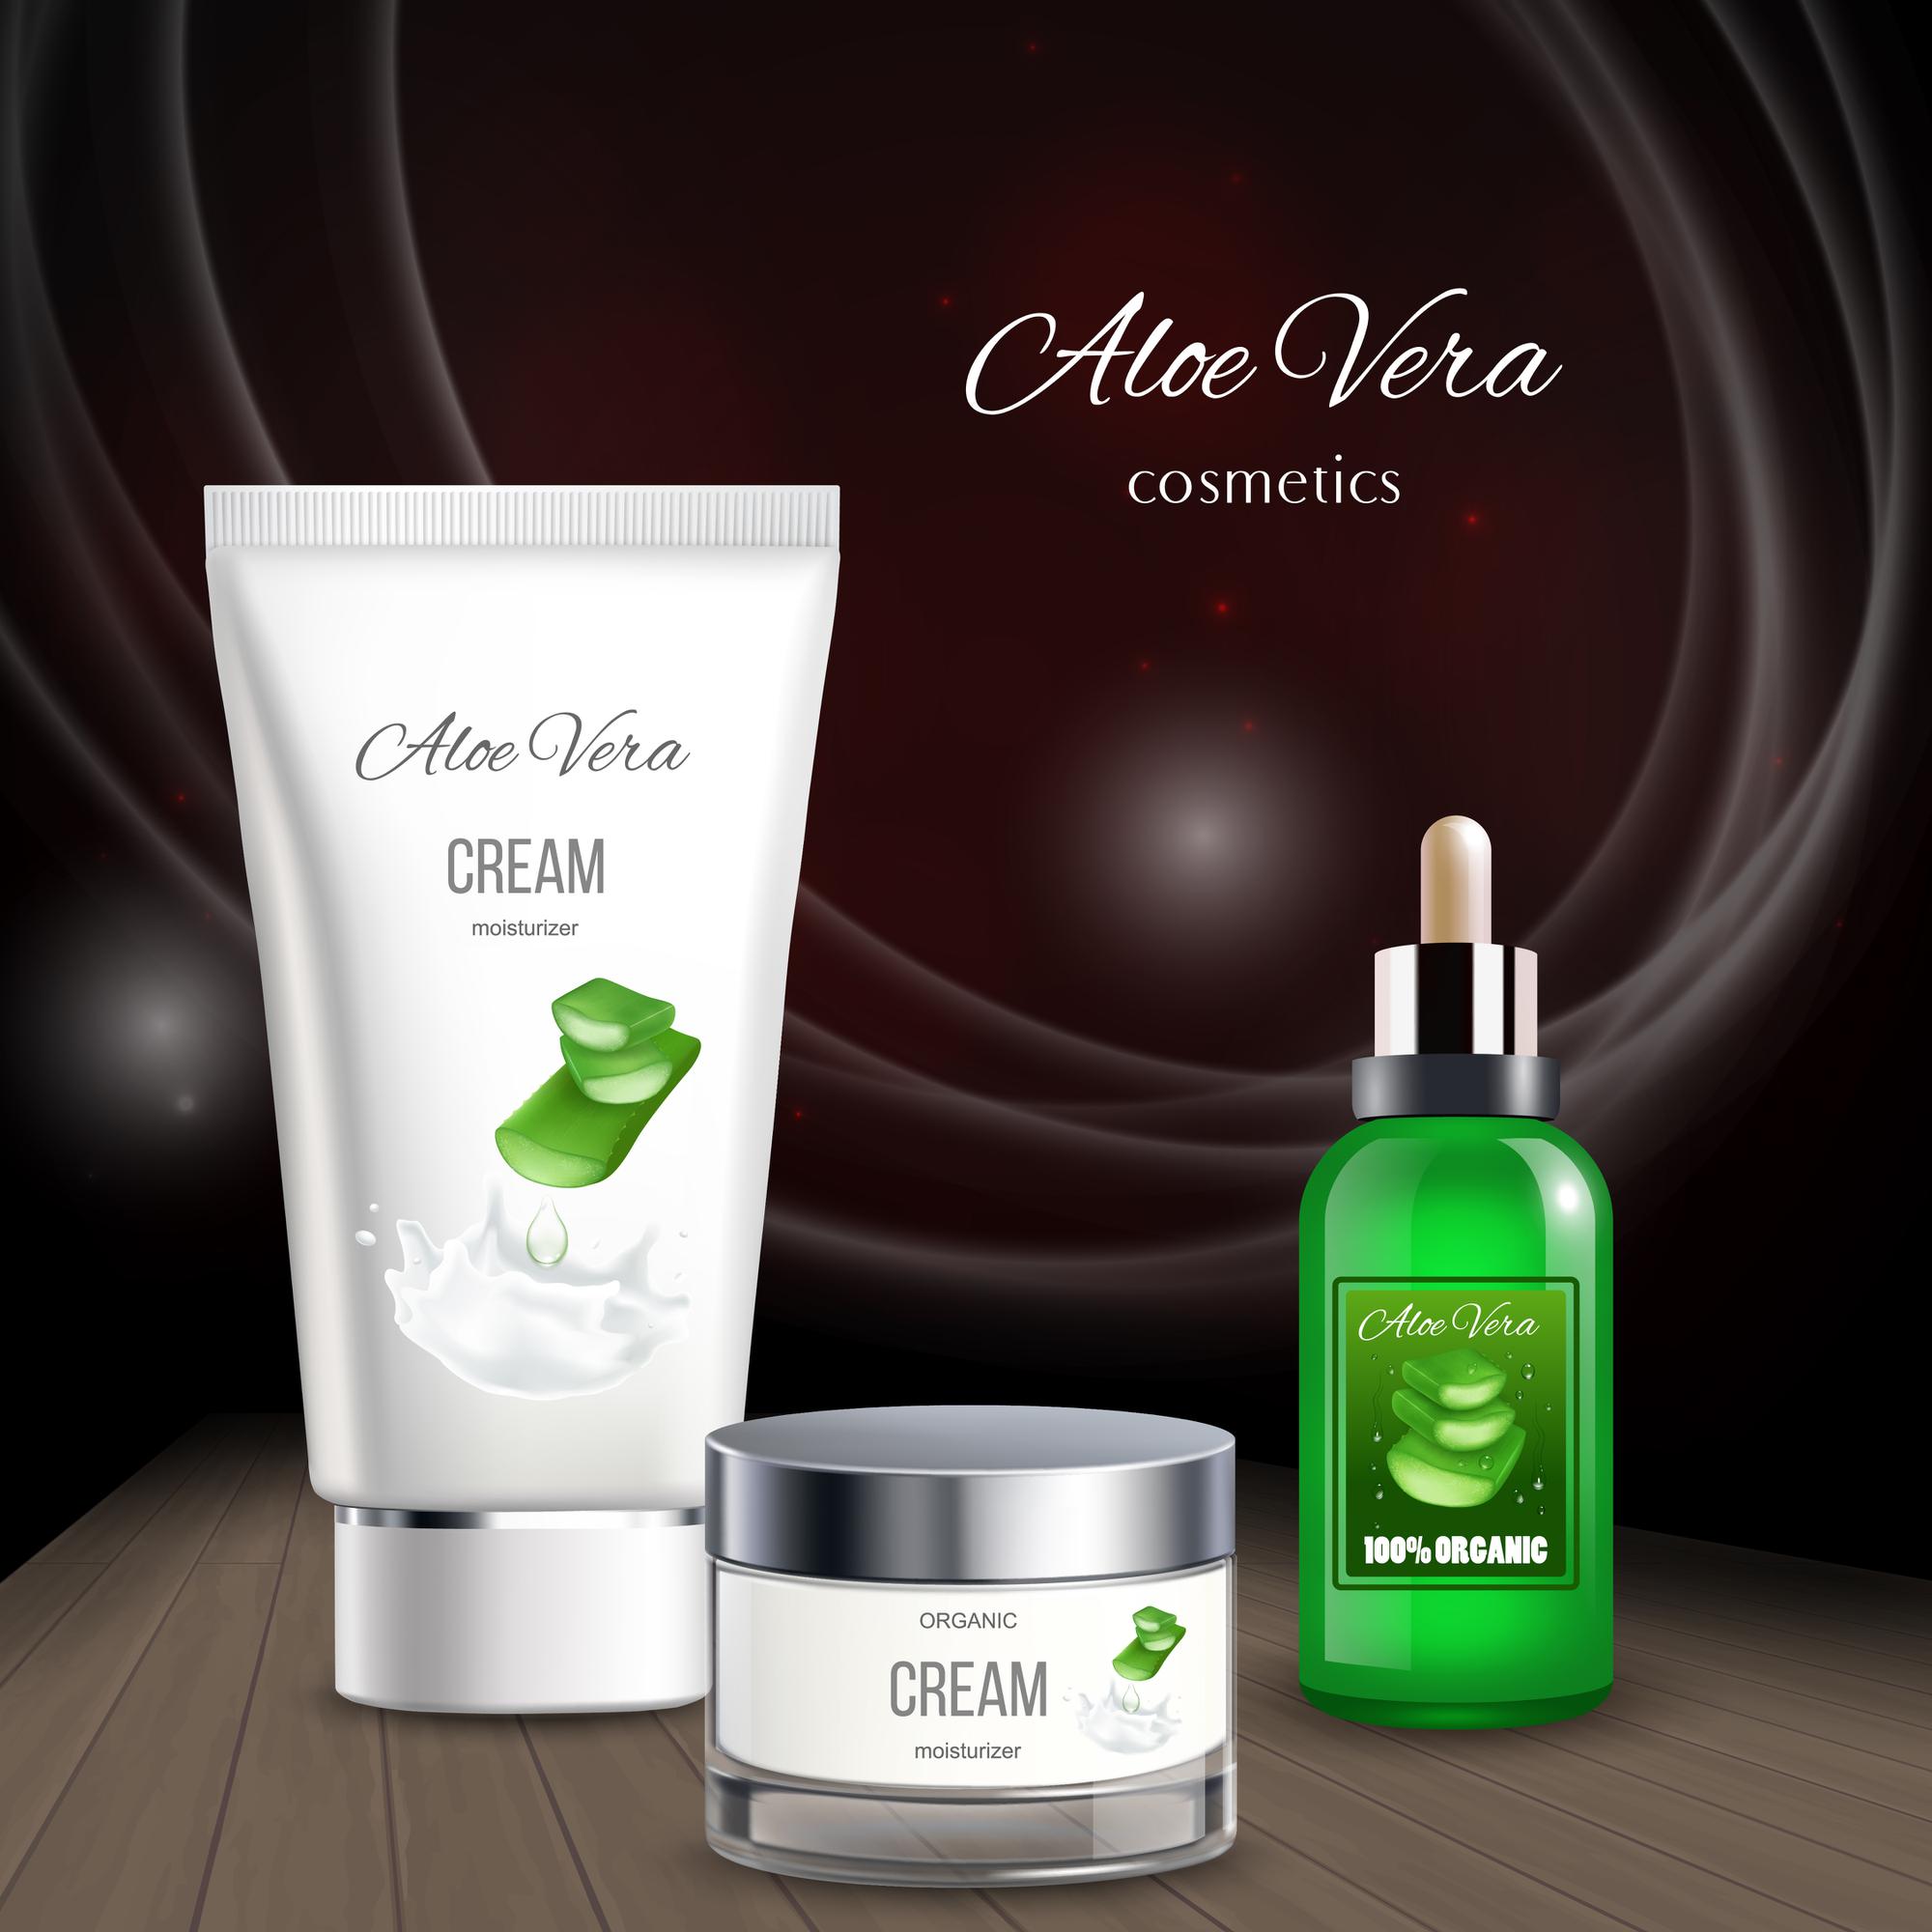 Aloe Vera
cosmetics
Aloe Vera
CREAM
moisturizer
Aloe Vera
100% ORGANIC
ORGANIC
CREAM
moisturizer